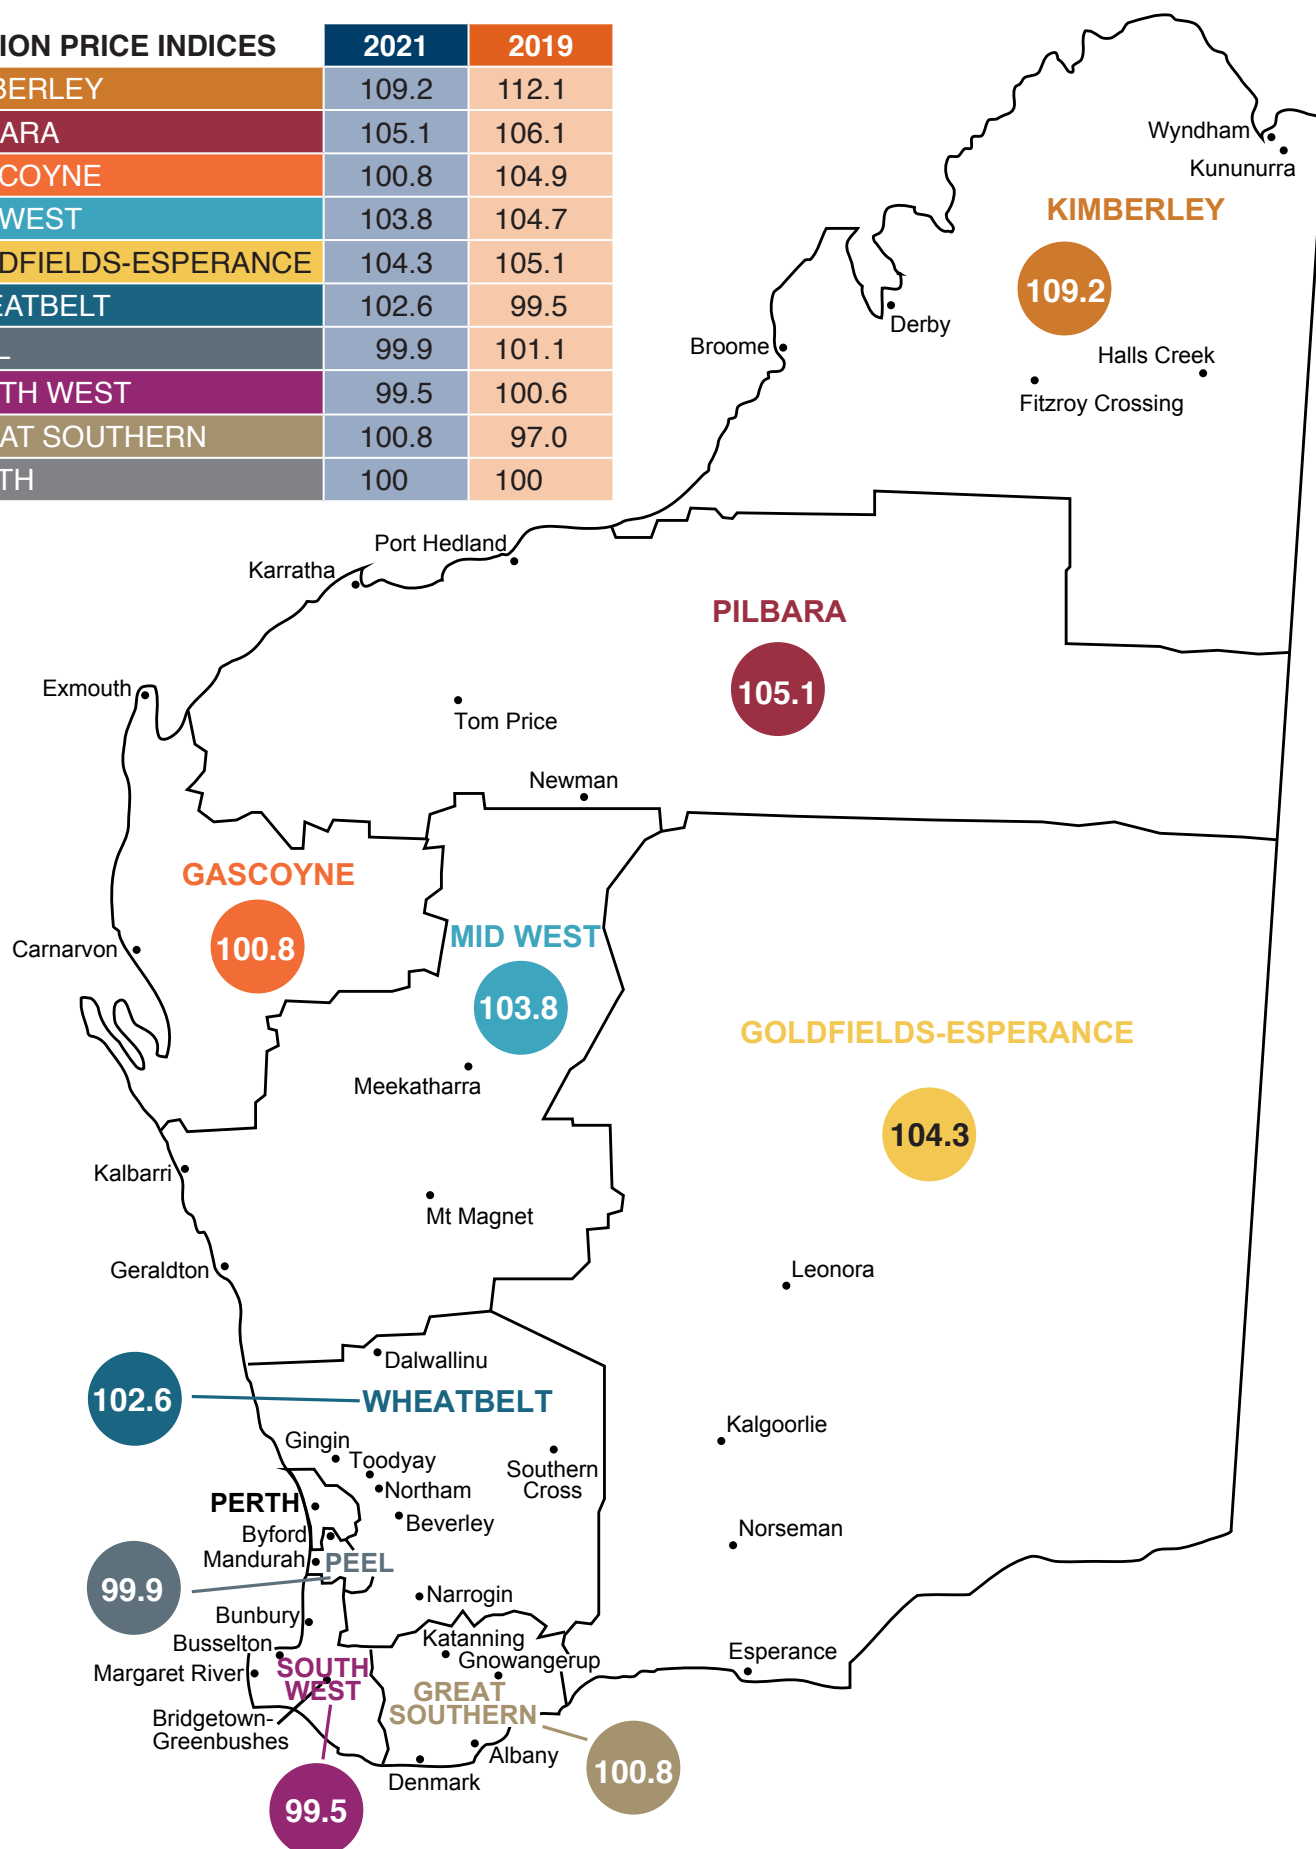 ION PRICE INDICES 2021 2019
BERLEY 109.2 112.1
ARA 105.1 106.1
COYNE 100.8 104.9
WEST 103.8 104.7
DFIELDS-ESPERANCE 104.3 105.1
EATBELT 102.6 99.5
L 99.9 101.1
TH WEST 99.5 100.6
AT SOUTHERN 100.8 97.0
TH 100 100
Wyndham
Kununurra
KIMBERLEY
109.2
Derby
Broome
Halls Creek
Fitzroy Crossing
Port Hedland
Karratha
PILBARA
105.1
Exmouth
Tom Price
Newman
GASCOYNE
100.8
MID WEST
103.8
Carnarvon
GOLDFIELDS-ESPERANCE
104.3
Meekatharra
Kalbarri
Mt Magnet
Geraldton
Leonora
Dalwallinu
102.6
WHEATBELT
Kalgoorlie
Gingin
Toodyay
Southern
Cross
Northam
PERTH
Beverley
Byford
Norseman
Mandurah
PEEL
99.9
Narrogin
Bunbury
Busselton
Katanning
Gnowangerup
Esperance
Margaret River
SOUTH
WEST
GREAT
SOUTHERN
Bridgetown-
Greenbushes
Albany
Denmark
100.8
99.5